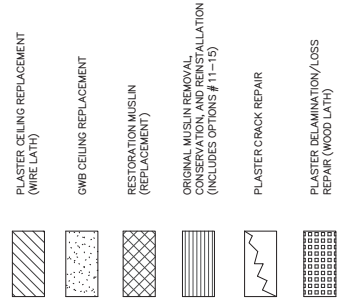 PLASTER CEILING REPLACEMENT
(WIRE LATH)
GWB CEILING REPLACEMENT
RESTORATION MUSLIN
(REPLACEMENT)
ORIGINAL MUSLIN REMOVAL,
CONSERVATION, AND REINSTALLATION
(INCLUDES OPTIONS #11-15)
PLASTER CRACK REPAIR
PLASTER DELAMINATION/LOSS
REPAIR (WOOD LATH)